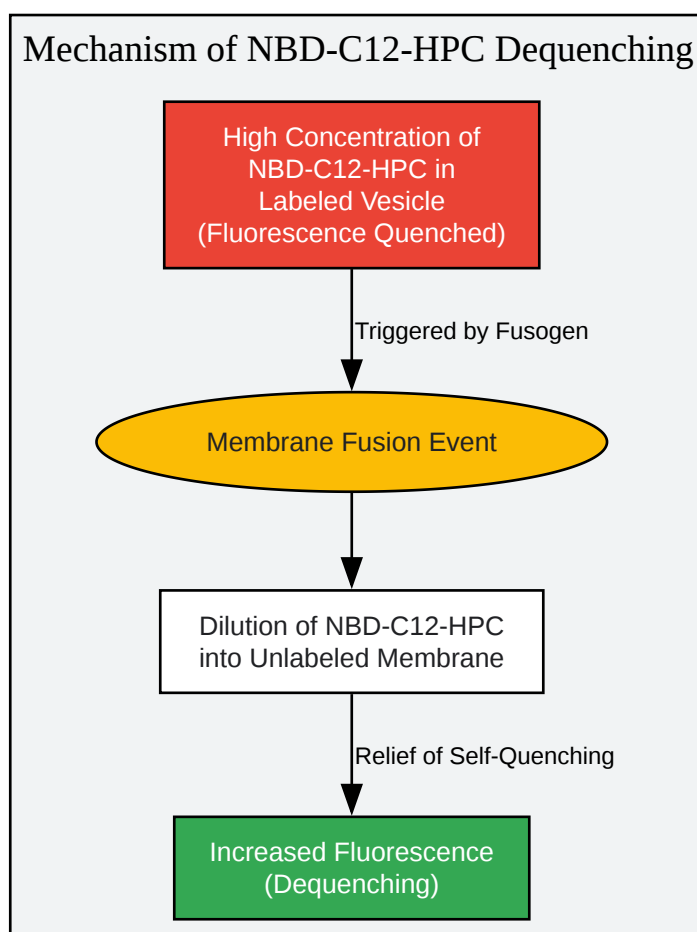 Mechanism of NBD-C12-HPC Dequenching
High Concentration of
NBD-C12-HPC in
Labeled Vesicle
(Fluorescence Quenched)
Triggered by Fusogen
Membrane Fusion Event
Dilution of NBD-C12-HPC
into Unlabeled Membrane
Relief of Self-Quenching
Increased Fluorescence
(Dequenching)